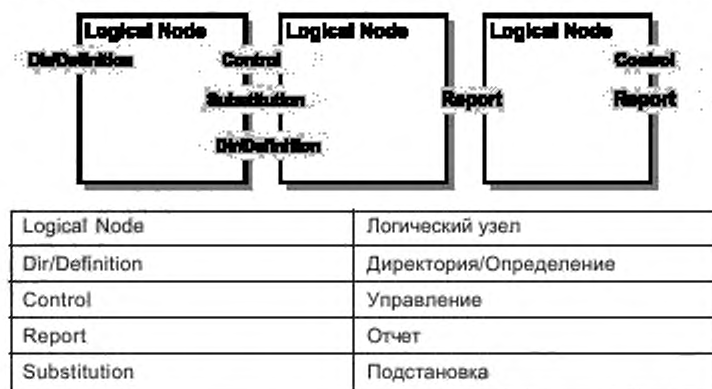 Logical Node Logical Node Logical Node
Dir/Definition Control Control
Substitution Report Report
Dir/Definition
Logical Node Логический узел
Dir/Definition Директория/Определение
Control Управление
Report Отчет
Substitution Подстановка